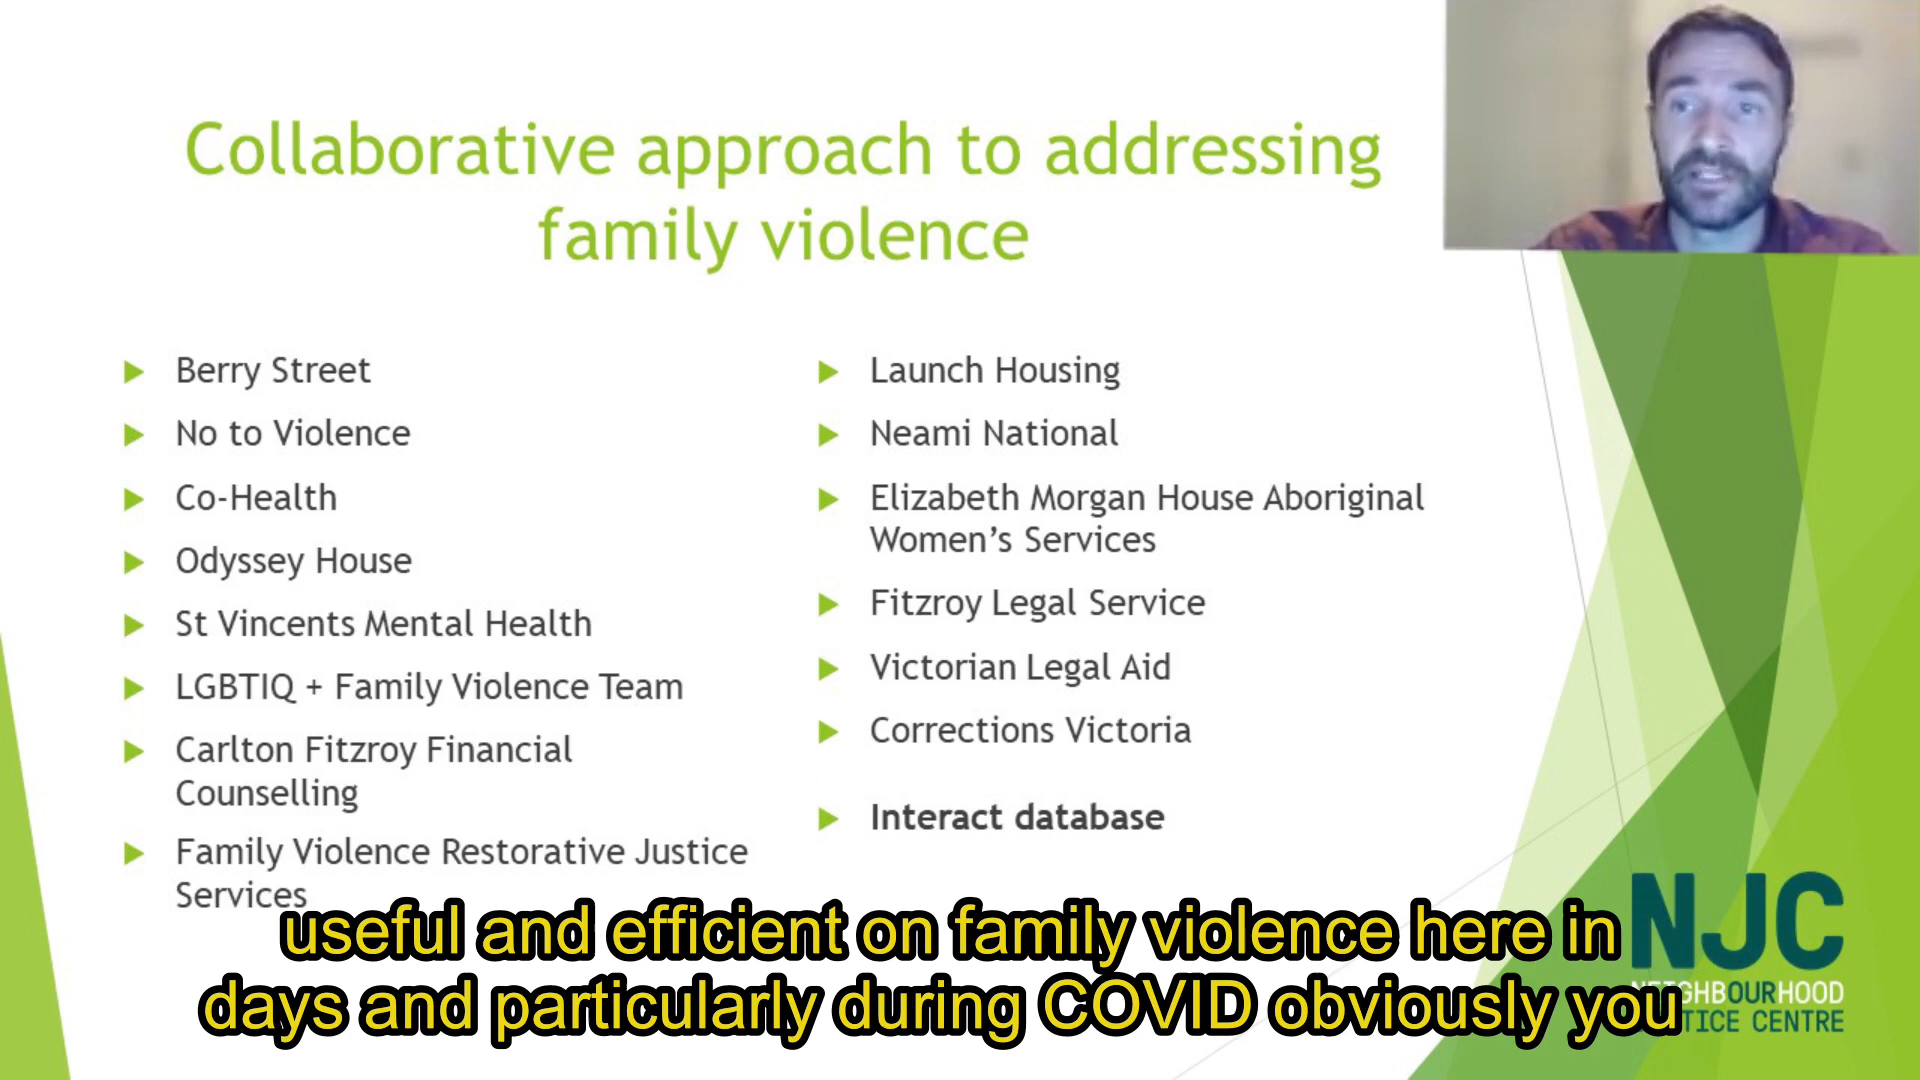 Collaborative approach to addressing
family violence
Berry Street
No to Violence
Co-Health
Odyssey House
St Vincents Mental Health
LGBTIQ + Family Violence Team
Carlton Fitzroy Financial
Counselling
Family Violence Restorative Justice
Services
Launch Housing
Neami National
Elizabeth Morgan House Aboriginal
Women’s Services
Fitzroy Legal Service
Victorian Legal Aid
Corrections Victoria
Interact database
useful and efficient on family violence here in
days and particularly during COVID obviously you
NJC
NEIGHBOURHOOD
TICE CENTRE